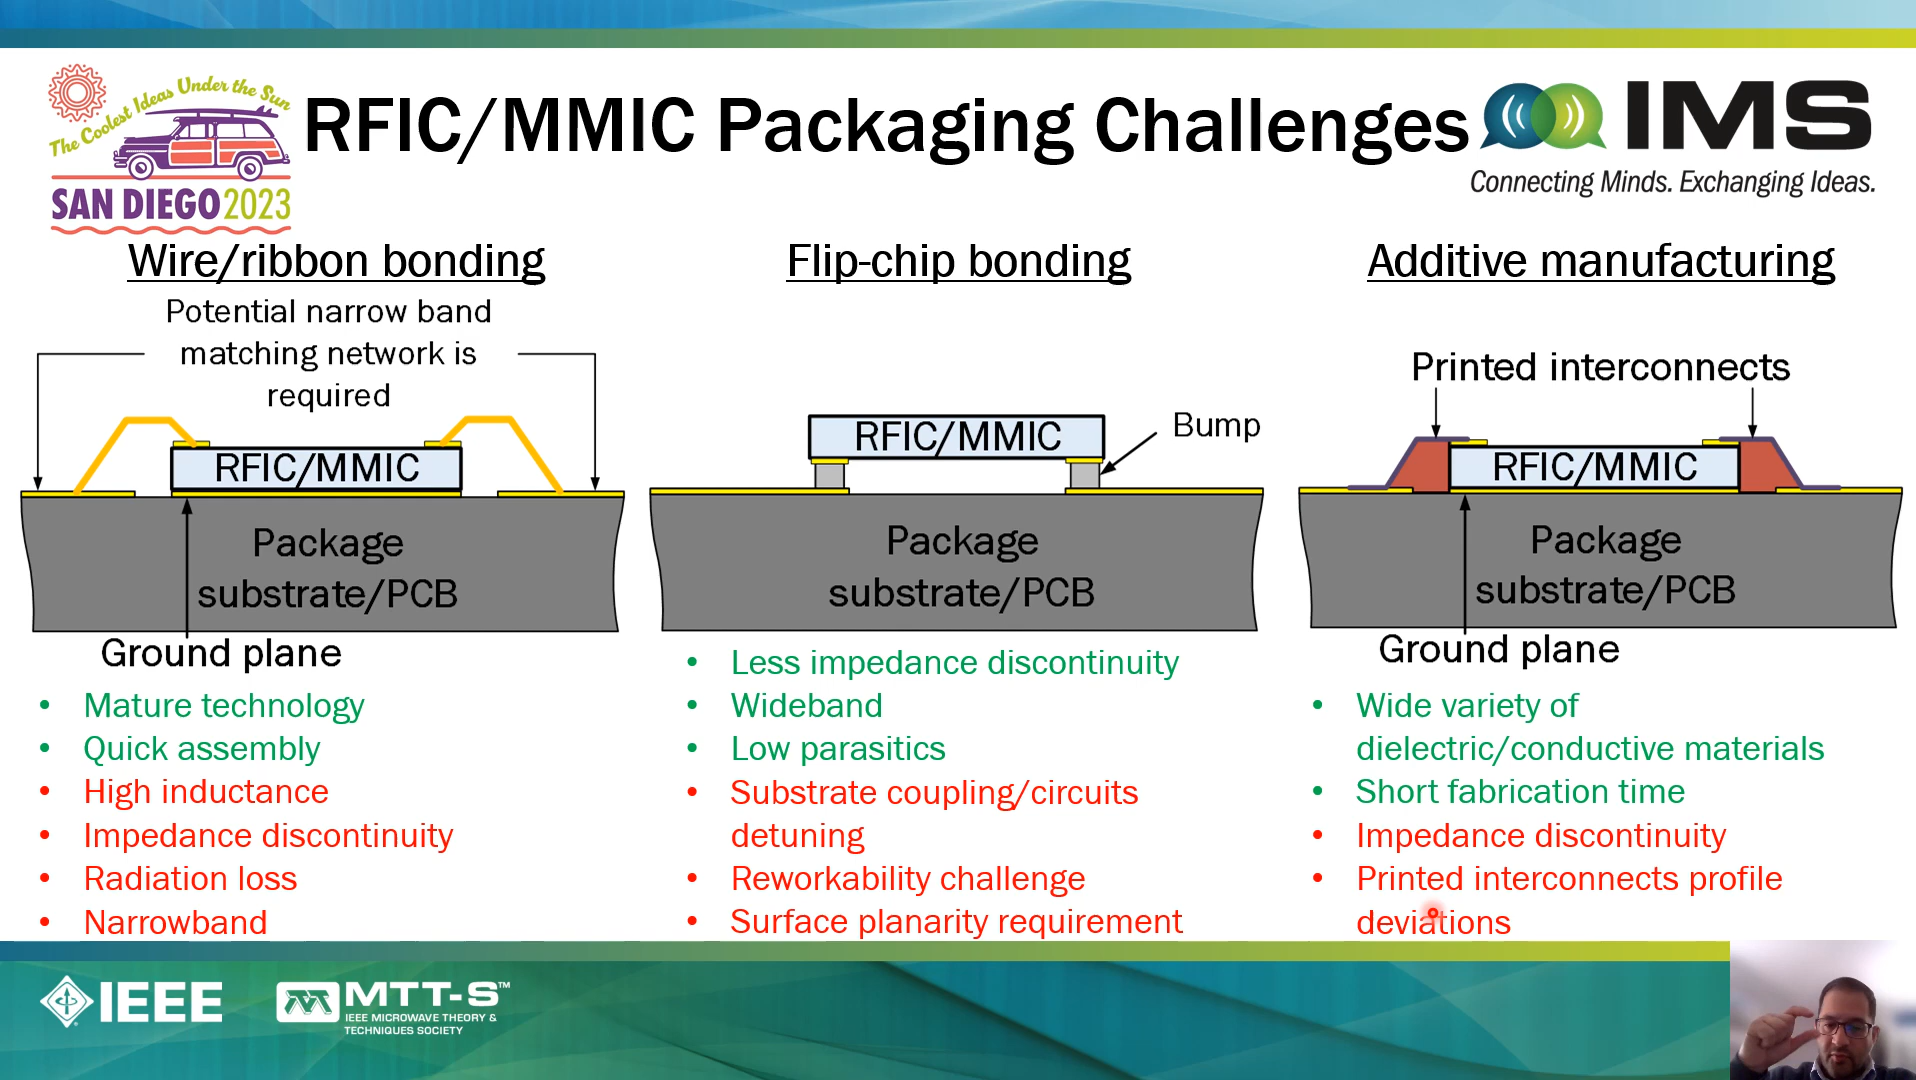 The Coolest Ideas Under the Sun
SAN DIEGO 2023
RFIC/MMIC Packaging Challenges
IMS
Connecting Minds. Exchanging Ideas.
Wire/ribbon bonding
Potential narrow band
matching network is
required
RFIC/MMIC
Package
substrate/PCB
Ground plane
• Mature technology
• Quick assembly
• High inductance
• Impedance discontinuity
• Radiation loss
• Narrowband
Flip-chip bonding
Bump
RFIC/MMIC
Package
substrate/PCB
• Less impedance discontinuity
• Wideband
• Low parasitics
• Substrate coupling/circuits
detuning
• Reworkability challenge
• Surface planarity requirement
Additive manufacturing
Printed interconnects
RFIC/MMIC
Package
substrate/PCB
Ground plane
• Wide variety of
dielectric/conductive materials
• Short fabrication time
• Impedance discontinuity
• Printed interconnects profile
deviations
IEEE
MTT-S™
IEEE MICROWAVE THEORY &
TECHNIQUES SOCIETY